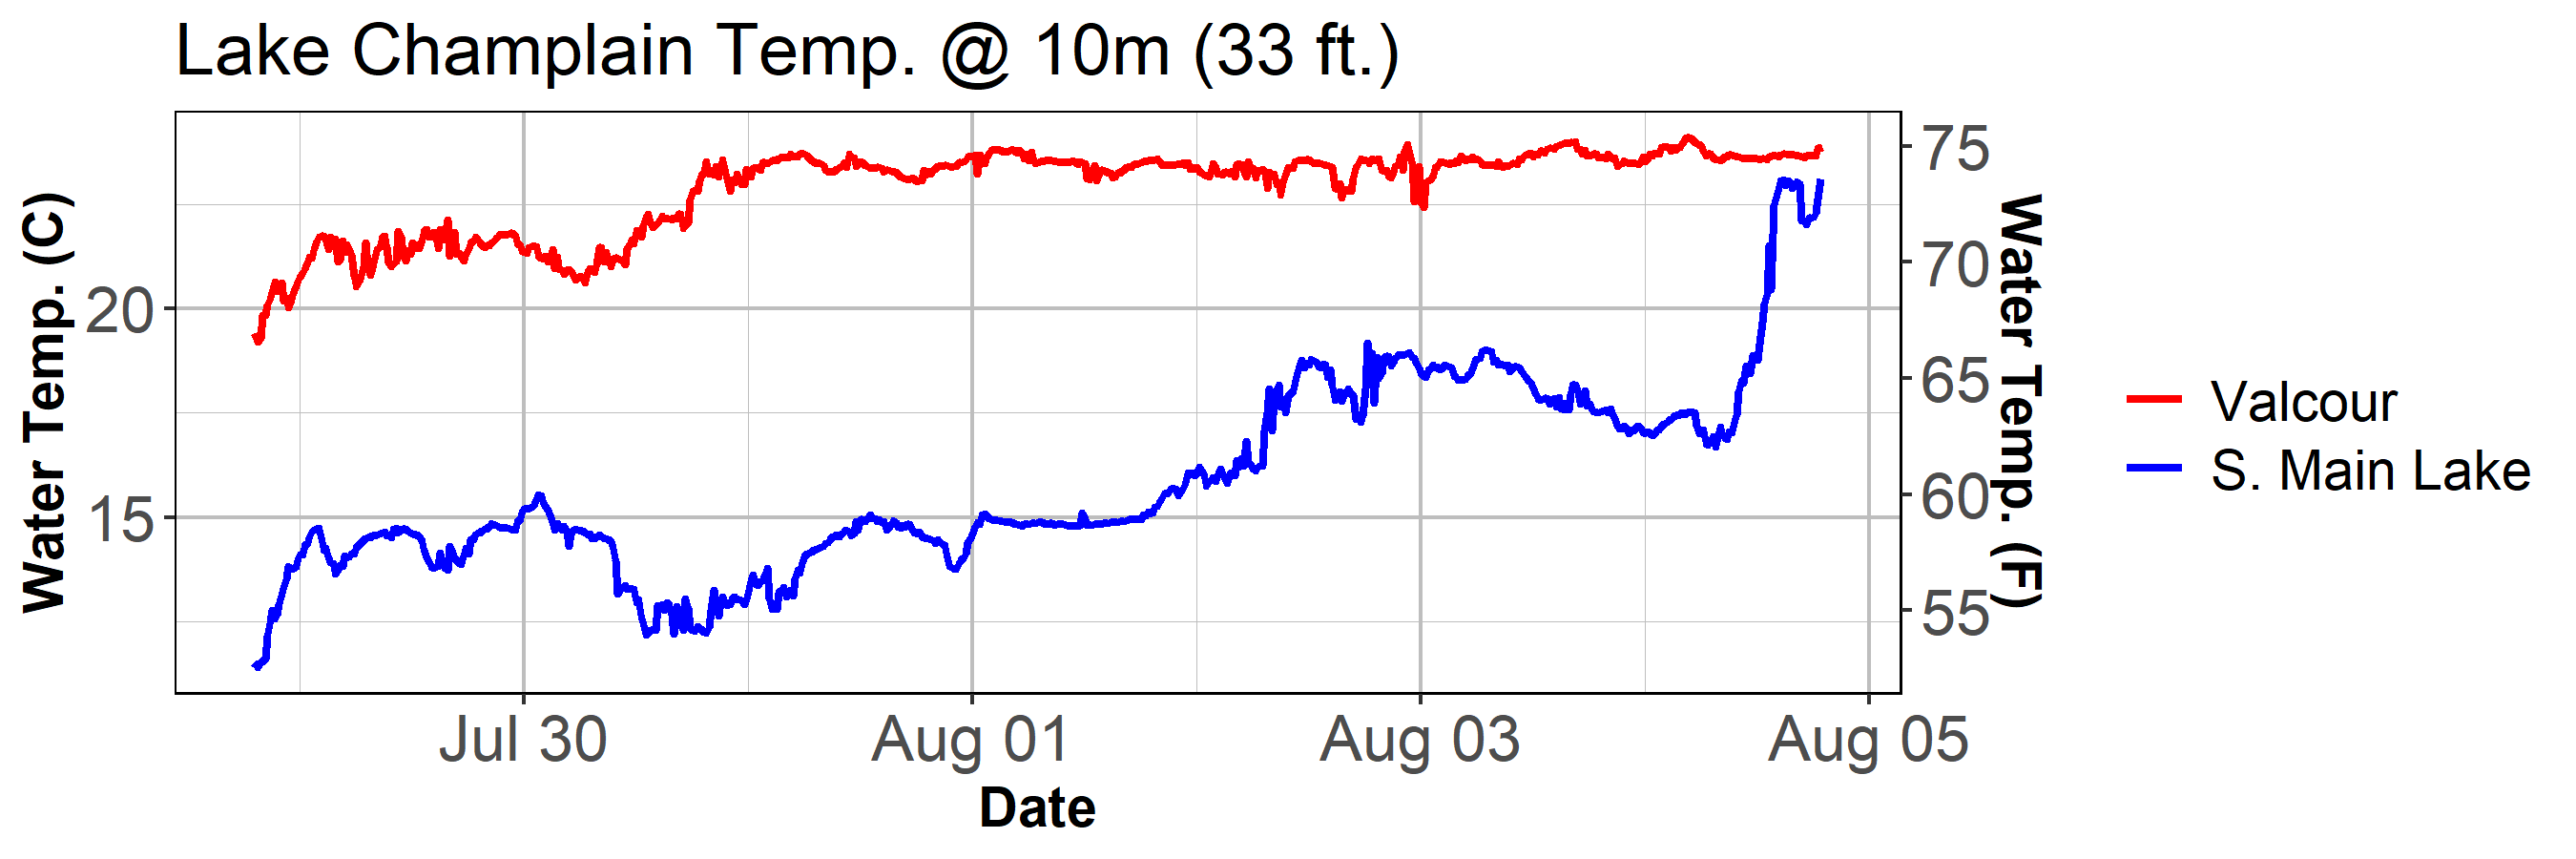 Lake Champlain Temp. @ 10m (33 ft.)
Water Temp. (C)
20
15
75
70
65
60
55
Water Temp. (F)
Jul 30
Aug 01
Aug 03
Aug 05
Date
Valcour
S. Main Lake